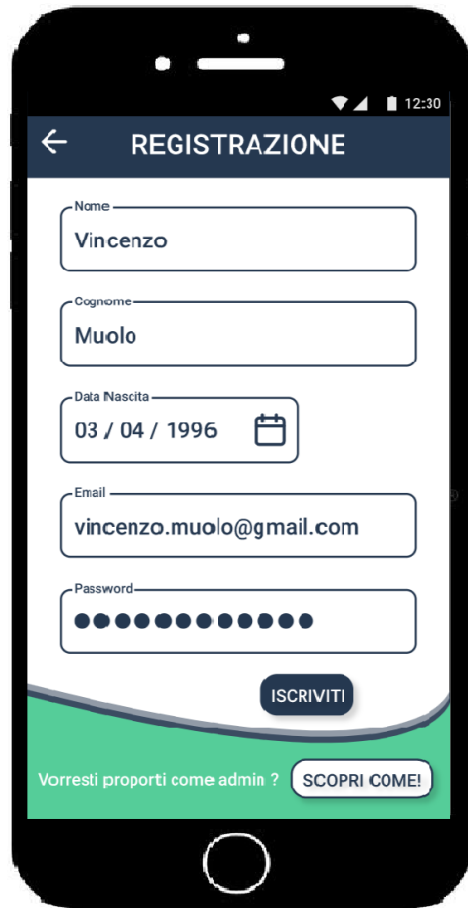 12:30
REGISTRAZIONE
Nome
Vincenzo
Cognome
Muolo
Data Nascita
03 / 04 / 1996
Email
vincenzo.muolo@gmail.com
Password
●●●●●●●●●●●●
ISCRIVITI
Vorresti proporti come admin ? SCOPRI COME!